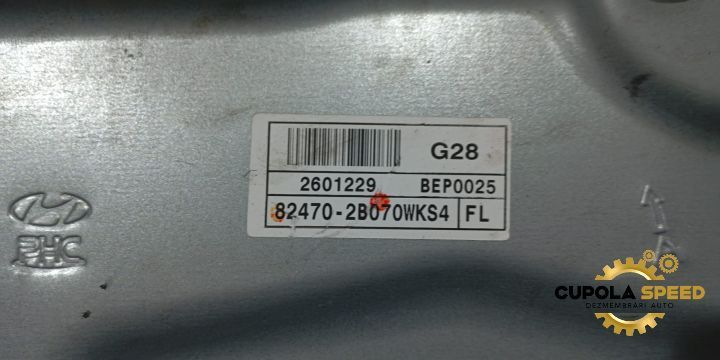 G28
2601229 BEP0025
82470-2B070WKS4 FL
PHC
CUPOLA SPEED
DEZMEMBRARI AUTO